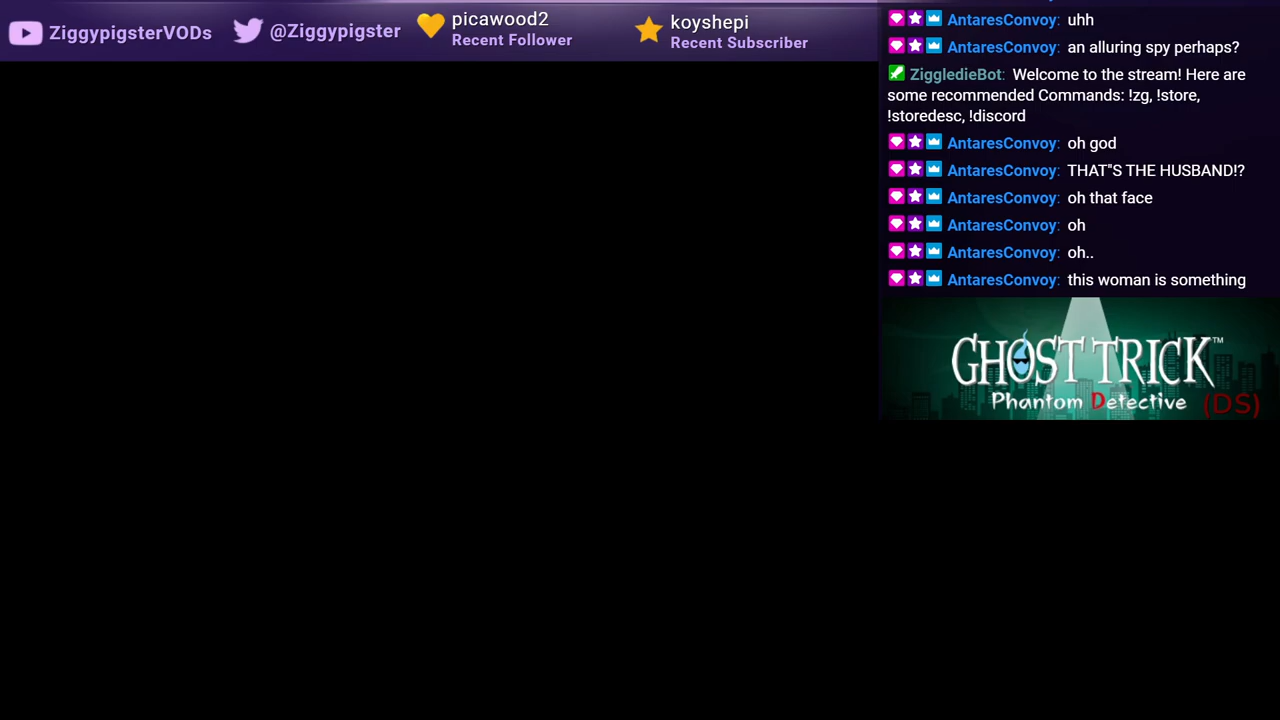 ZiggypigsterVODs
@Ziggypigster
picawood2
Recent Follower
koyshepi
Recent Subscriber
AntaresConvoy: uhh
AntaresConvoy: an alluring spy perhaps?
ZiggledieBot: Welcome to the stream! Here are
some recommended Commands: !zg, !store,
!storedesc, !discord
AntaresConvoy: oh god
AntaresConvoy: THAT"S THE HUSBAND!?
AntaresConvoy: oh that face
AntaresConvoy: oh
AntaresConvoy: oh..
AntaresConvoy: this woman is something
GHOST TRICK™
Phantom Detective (DS)